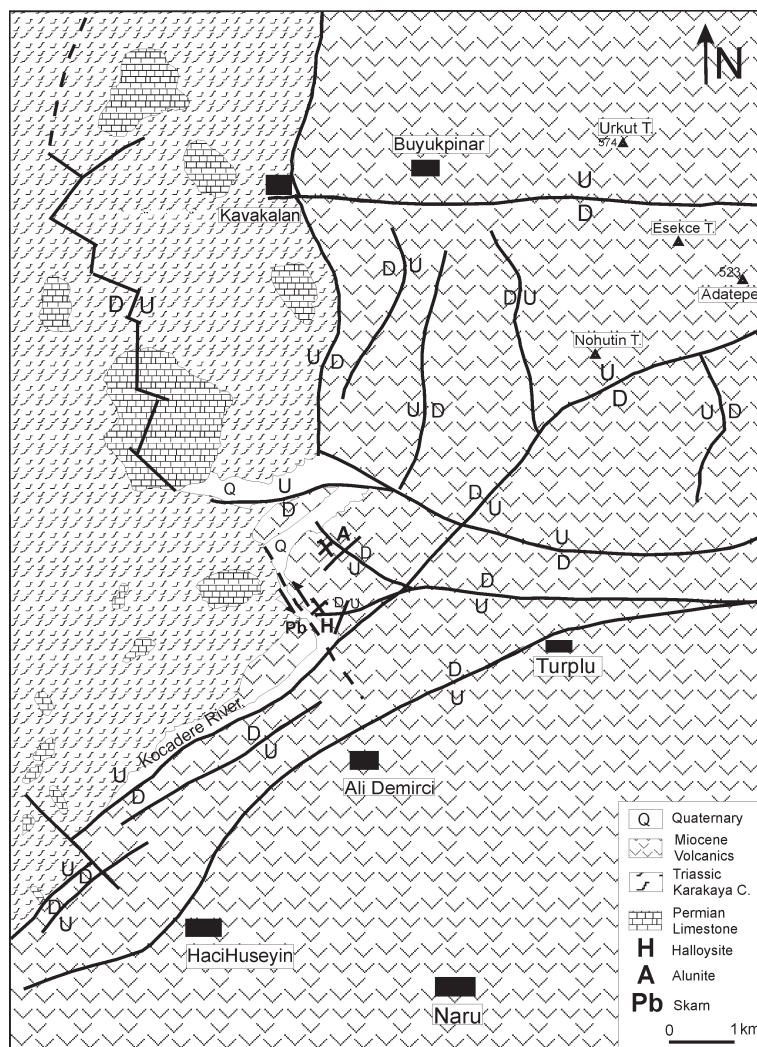 N
Urkut T.
574
Buyukpinar
U
D
Kavakalan
Esekce T.
523
Adatepe
D U
D U
D U
Nohutin T.
U
D
U D
U D
U D
Q
U
D
D
U
A
Q
D
U
U
D
D
U
D U
Pb
H
Turplu
D
U
Kocadere River.
D
U
U
D
Ali Demirci
U D
D
U
HaciHuseyin
Naru
Q Quaternary
Miocene
Volcanics
Triassic
Karakaya C.
Permian
Limestone
H Halloysite
A Alunite
Pb Skarn
0 1km